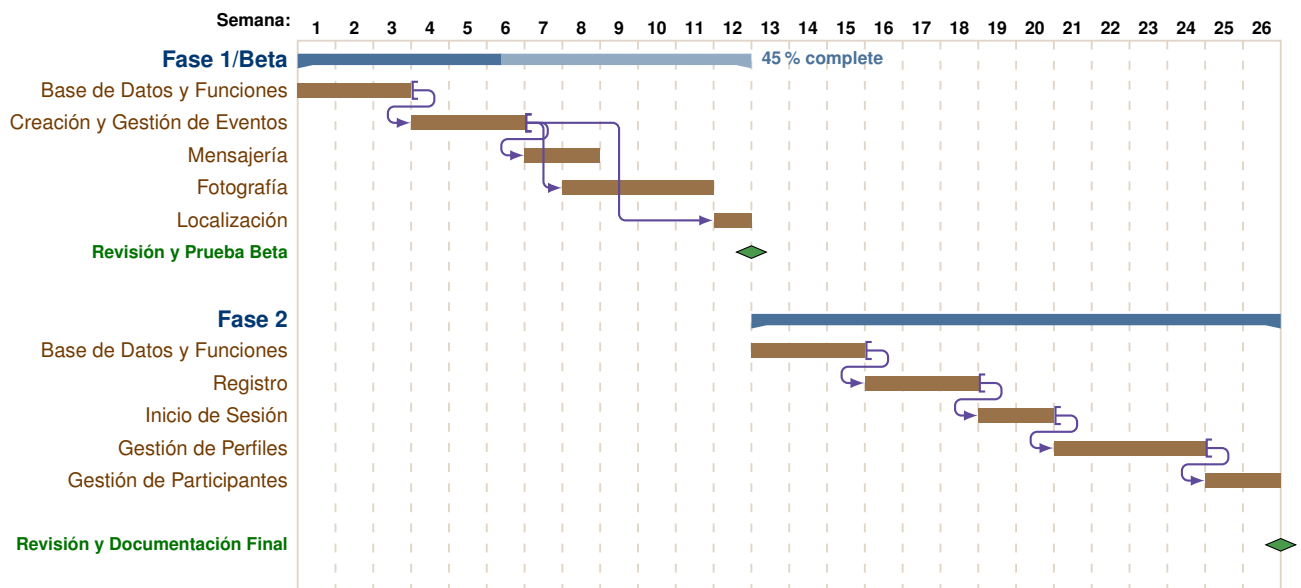 Semana: 1 2 3 4 5 6 7 8 9 10 11 12 13 14 15 16 17 18 19 20 21 22 23 24 25 26
Fase 1/Beta 45 % complete
Base de Datos y Funciones
Creación y Gestión de Eventos
Mensajería
Fotografía
Localización
Revisión y Prueba Beta
Fase 2
Base de Datos y Funciones
Registro
Inicio de Sesión
Gestión de Perfiles
Gestión de Participantes
Revisión y Documentación Final